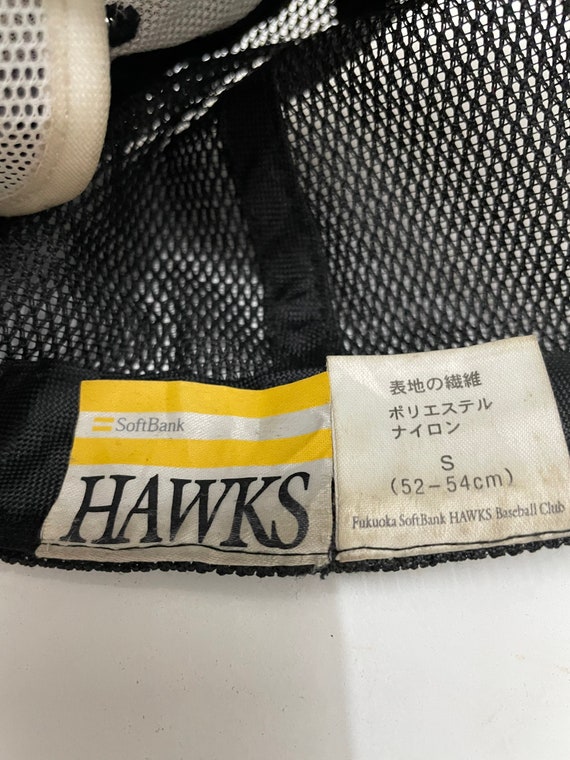 SoftBank
HAWKS
表地の繊維
ポリエステル
ナイロン
S
(52-54cm)
Fukuoka SoftBank HAWKS Baseball Club